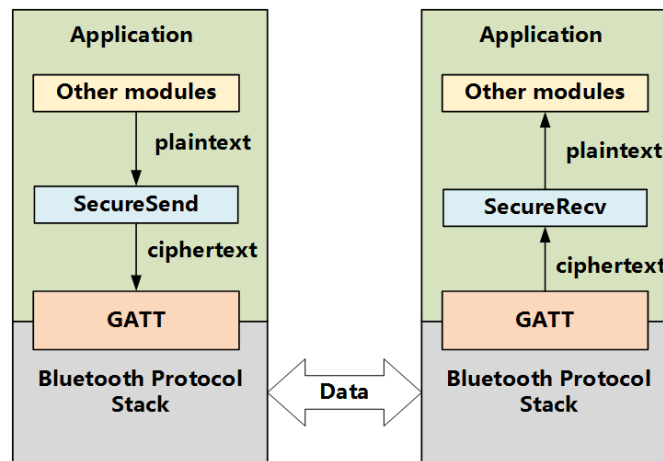 Application
Other modules
plaintext
SecureSend
ciphertext
GATT
Bluetooth Protocol
Stack
Data
Application
Other modules
plaintext
SecureRecv
ciphertext
GATT
Bluetooth Protocol
Stack